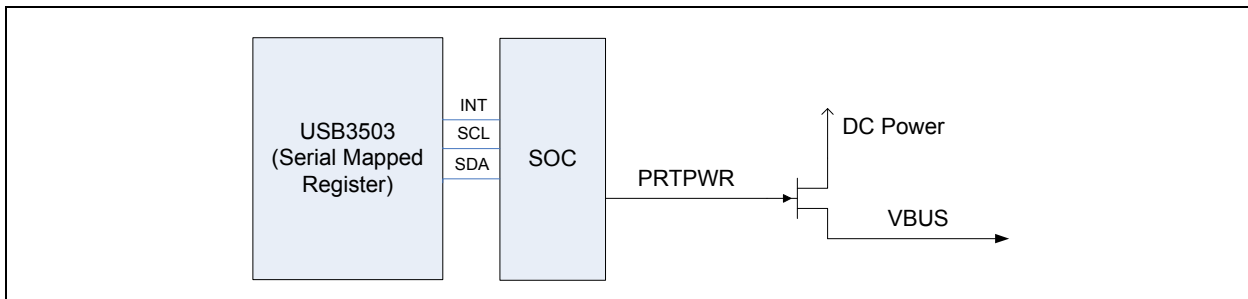 USB3503
(Serial Mapped
Register)
INT
SCL
SDA
SOC
PRTPWR
DC Power
VBUS